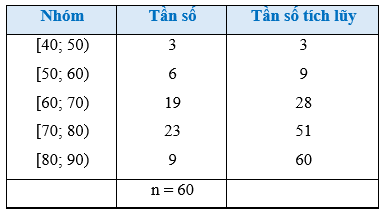 Nhóm Tần số Tần số tích lũy
[40; 50) 3 3
[50; 60) 6 9
[60; 70) 19 28
[70; 80) 23 51
[80; 90) 9 60
n = 60